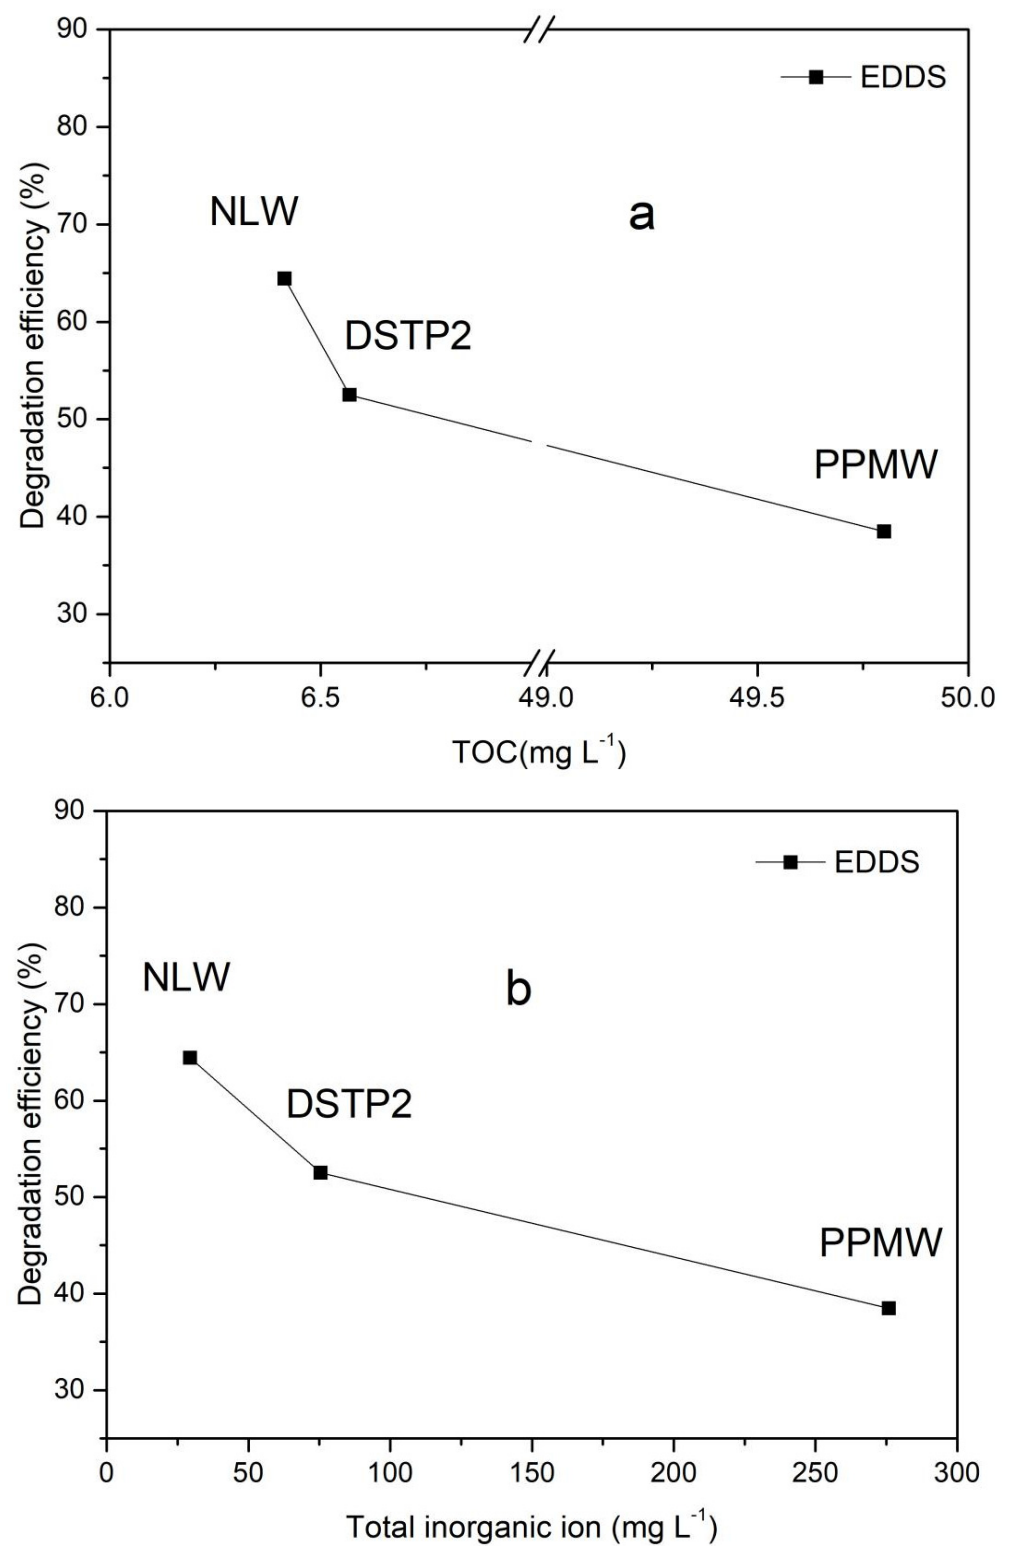 90
EDDS
80
NLW
70
a
60
DSTP2
50
PPMW
40
30
6.0 6.5 49.0 49.5 50.0
TOC(mg L⁻¹)
Degradation efficiency (%)
90
EDDS
80
NLW
70
b
60
DSTP2
50
PPMW
40
30
0 50 100 150 200 250 300
Total inorganic ion (mg L⁻¹)
Degradation efficiency (%)